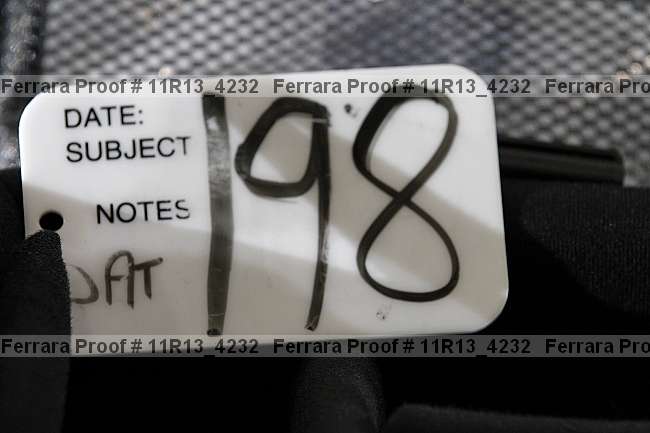 Ferrara Proof # 11R13_4232 Ferrara Proof # 11R13_4232 Ferrara Pro
DATE:
SUBJECT
NOTES
198
Ferrara Proof # 11R13_4232 Ferrara Proof # 11R13_4232 Ferrara Pro